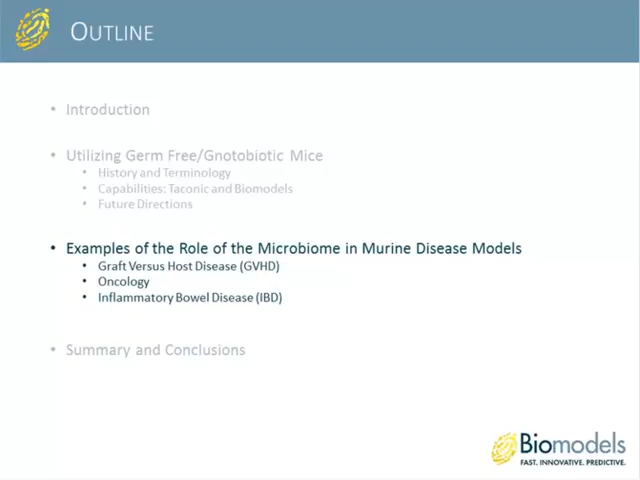 OUTLINE
• Introduction
• Utilizing Germ Free/Gnotobiotic Mice
• History and Terminology
• Capabilities: Taconic and Biomodels
• Future Directions
• Examples of the Role of the Microbiome in Murine Disease Models
• Graft Versus Host Disease (GVHD)
• Oncology
• Inflammatory Bowel Disease (IBD)
• Summary and Conclusions
Biomodels
FAST. INNOVATIVE. PREDICTIVE.